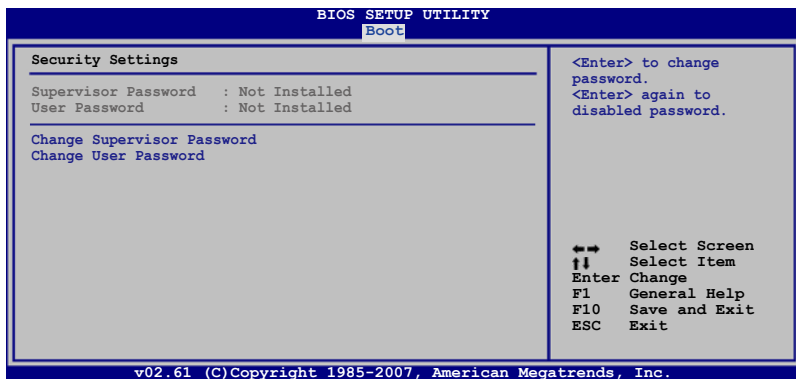 BIOS SETUP UTILITY
Boot
Security Settings
Supervisor Password : Not Installed
User Password : Not Installed
Change Supervisor Password
Change User Password
<Enter> to change
password.
<Enter> again to
disabled password.
←→ Select Screen
↑↓ Select Item
Enter Change
F1 General Help
F10 Save and Exit
ESC Exit
v02.61 (C)Copyright 1985-2007, American Megatrends, Inc.